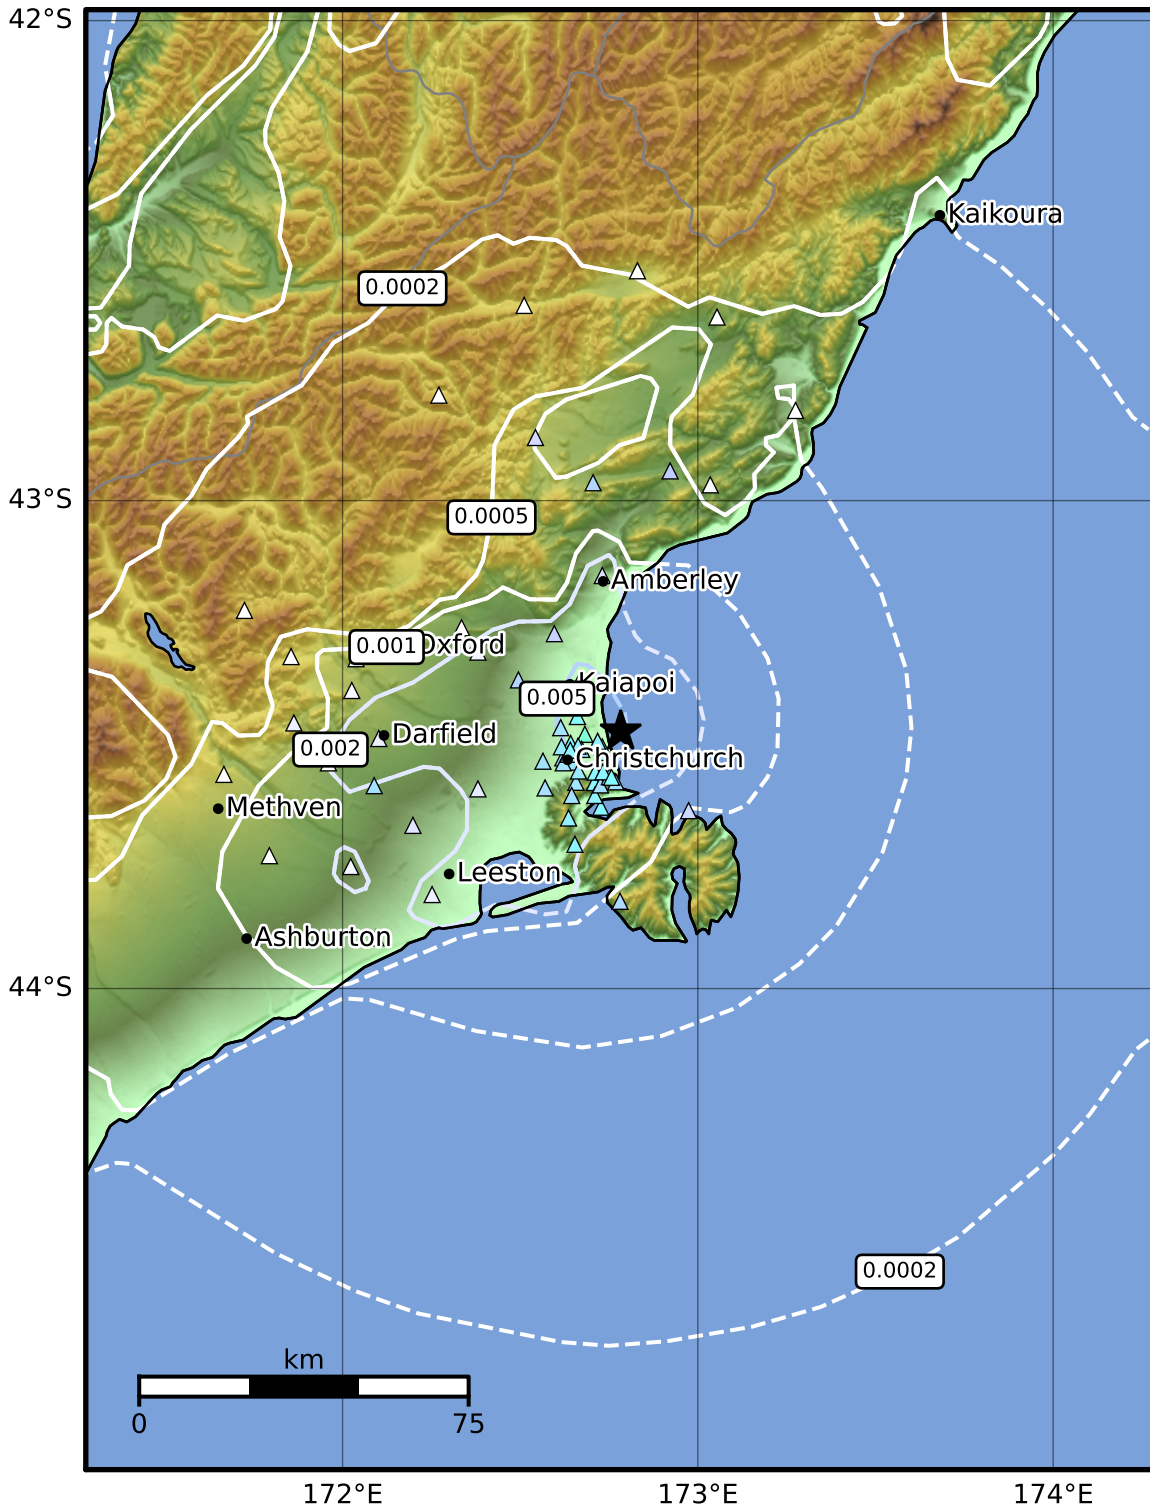 42°S
Kaikoura
0.0002
43°S
0.0005
Amberley
0.001
Oxford
Kaiapoi
0.005
Darfield
0.002
Christchurch
Methven
Leeston
Ashburton
44°S
0.0002
km
0
75
172°E
173°E
174°E